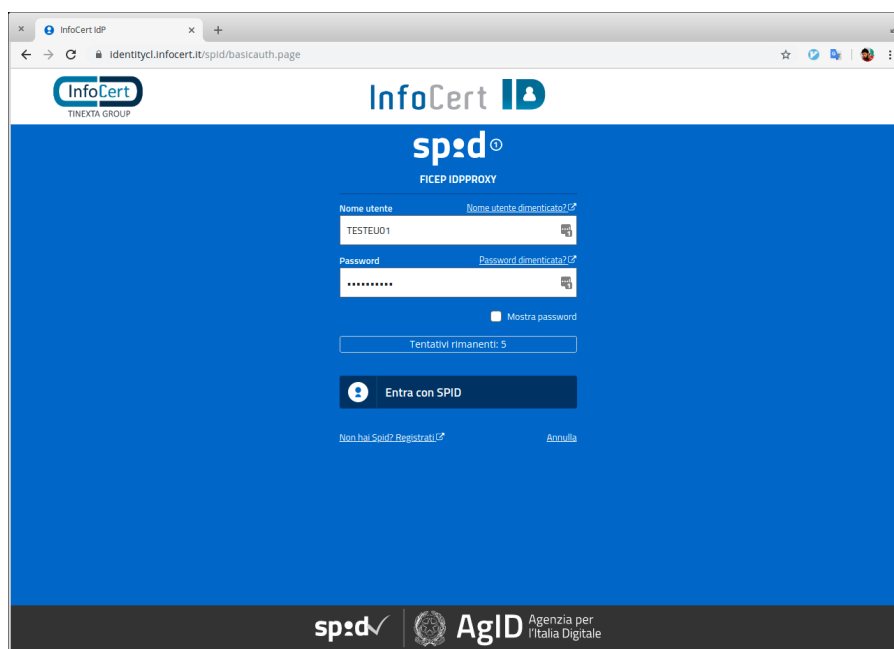 InfoCert IdP
identitycl.infocert.it/spid/basicauth.page
InfoCert
TINEXTA GROUP
InfoCert ID
spid 1
FICEP IDPPROXY
Nome utente
Nome utente dimenticato?
TESTEU01
Password
Password dimenticata?
••••••••••
Mostra password
Tentativi rimanenti: 5
Entra con SPID
Non hai Spid? Registrati
Annulla
spid
AgID
Agenzia per
l'Italia Digitale